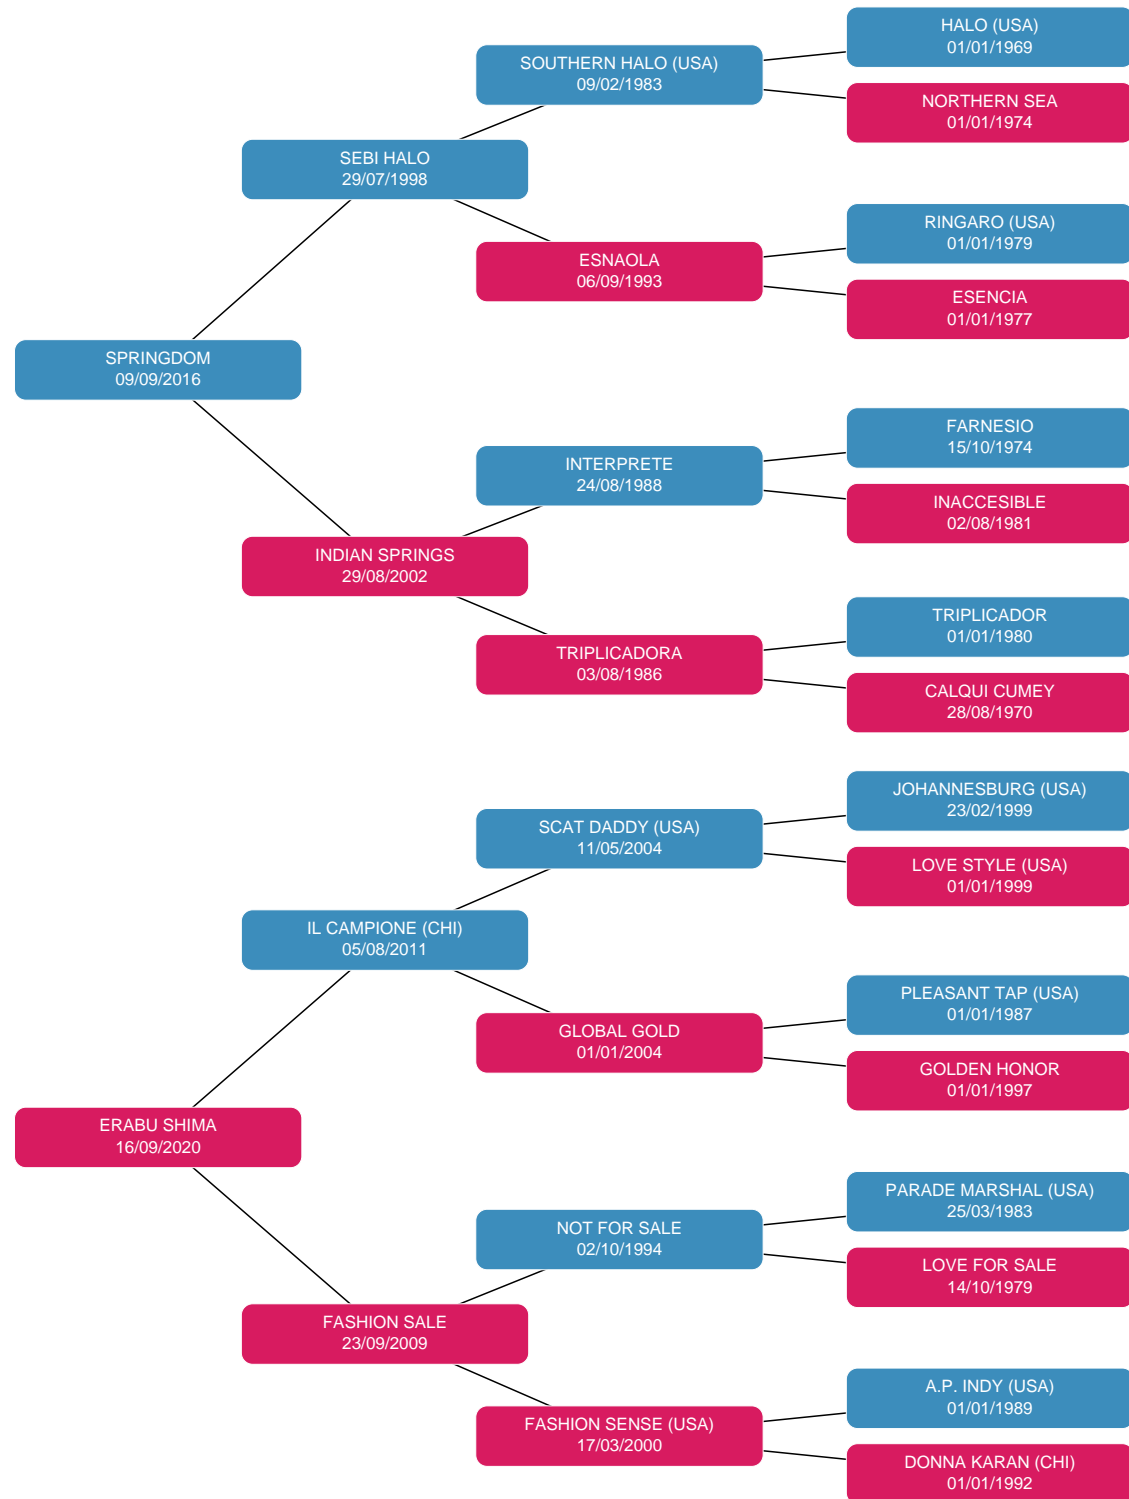 HALO (USA)
01/01/1969
SOUTHERN HALO (USA)
09/02/1983
NORTHERN SEA
01/01/1974
SEBI HALO
29/07/1998
RINGARO (USA)
01/01/1979
ESNAOLA
06/09/1993
ESENCIA
01/01/1977
SPRINGDOM
09/09/2016
FARNESIO
15/10/1974
INTERPRETE
24/08/1988
INACCESIBLE
02/08/1981
INDIAN SPRINGS
29/08/2002
TRIPLICADOR
01/01/1980
TRIPLICADORA
03/08/1986
CALQUI CUMEY
28/08/1970
JOHANNESBURG (USA)
23/02/1999
SCAT DADDY (USA)
11/05/2004
LOVE STYLE (USA)
01/01/1999
IL CAMPIONE (CHI)
05/08/2011
PLEASANT TAP (USA)
01/01/1987
GLOBAL GOLD
01/01/2004
GOLDEN HONOR
01/01/1997
ERABU SHIMA
16/09/2020
PARADE MARSHAL (USA)
25/03/1983
NOT FOR SALE
02/10/1994
LOVE FOR SALE
14/10/1979
FASHION SALE
23/09/2009
A.P. INDY (USA)
01/01/1989
FASHION SENSE (USA)
17/03/2000
DONNA KARAN (CHI)
01/01/1992